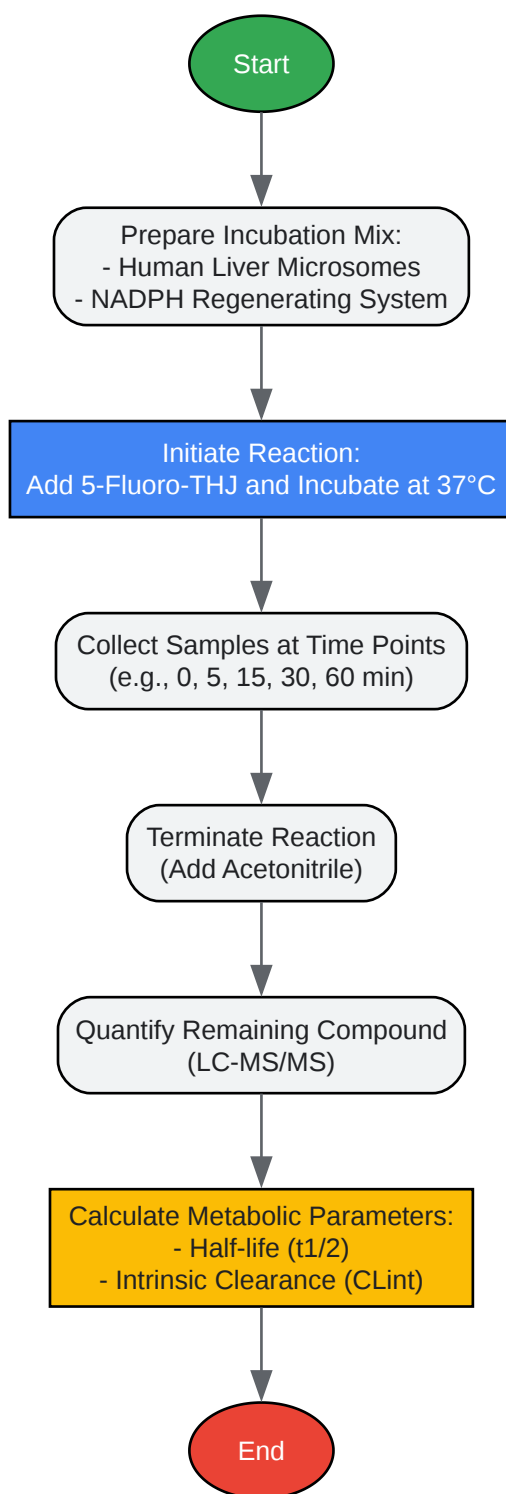 Start
Prepare Incubation Mix:
- Human Liver Microsomes
- NADPH Regenerating System
Initiate Reaction:
Add 5-Fluoro-THJ and Incubate at 37°C
Collect Samples at Time Points
(e.g., 0, 5, 15, 30, 60 min)
Terminate Reaction
(Add Acetonitrile)
Quantify Remaining Compound
(LC-MS/MS)
Calculate Metabolic Parameters:
- Half-life (t1/2)
- Intrinsic Clearance (CLint)
End